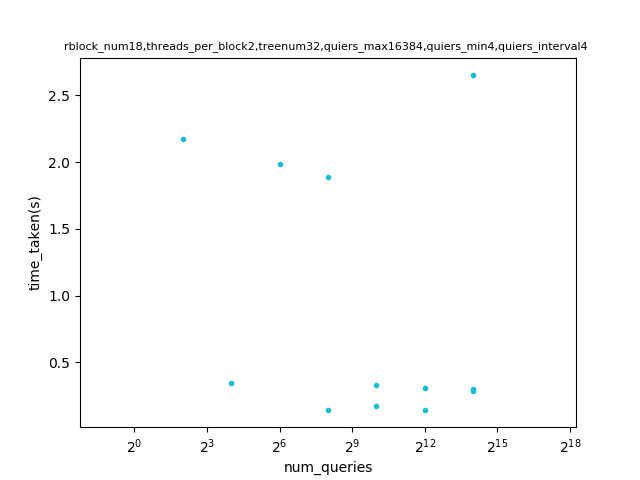 rblock_num18,threads_per_block2,treenum32,quiers_max16384,quiers_min4,quiers_interval4
2.5
2.0
1.5
1.0
0.5
time_taken(s)
2^0 2^3 2^6 2^9 2^12 2^15 2^18
num_queries